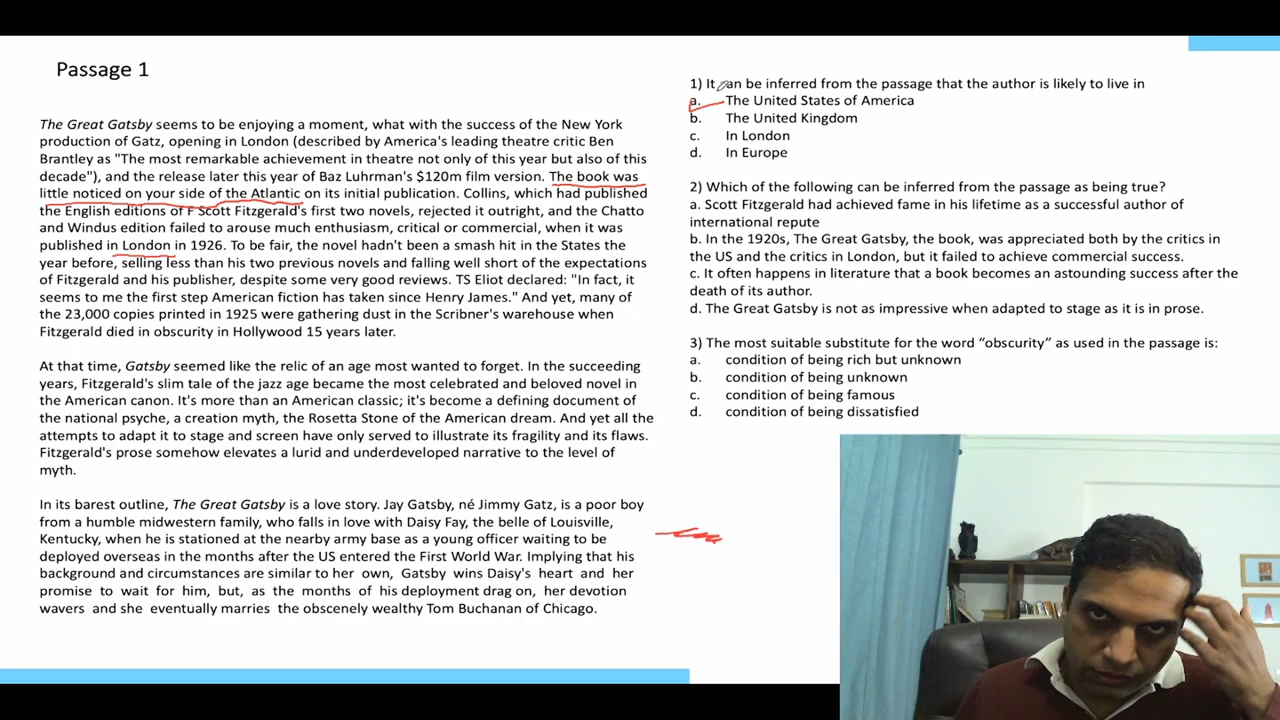 Passage 1
The Great Gatsby seems to be enjoying a moment, what with the success of the New York
production of Gatz, opening in London (described by America's leading theatre critic Ben
Brantley as "The most remarkable achievement in theatre not only of this year but also of this
decade"), and the release later this year of Baz Luhrman's $120m film version. The book was
little noticed on your side of the Atlantic on its initial publication. Collins, which had published
the English editions of F Scott Fitzgerald's first two novels, rejected it outright, and the Chatto
and Windus edition failed to arouse much enthusiasm, critical or commercial, when it was
published in London in 1926. To be fair, the novel hadn't been a smash hit in the States the
year before, selling less than his two previous novels and falling well short of the expectations
of Fitzgerald and his publisher, despite some very good reviews. TS Eliot declared: "In fact, it
seems to me the first step American fiction has taken since Henry James." And yet, many of
the 23,000 copies printed in 1925 were gathering dust in the Scribner's warehouse when
Fitzgerald died in obscurity in Hollywood 15 years later.
At that time, Gatsby seemed like the relic of an age most wanted to forget. In the succeeding
years, Fitzgerald's slim tale of the jazz age became the most celebrated and beloved novel in
the American canon. It's more than an American classic; it's become a defining document of
the national psyche, a creation myth, the Rosetta Stone of the American dream. And yet all the
attempts to adapt it to stage and screen have only served to illustrate its fragility and its flaws.
Fitzgerald's prose somehow elevates a lurid and underdeveloped narrative to the level of
myth.
In its barest outline, The Great Gatsby is a love story. Jay Gatsby, né Jimmy Gatz, is a poor boy
from a humble midwestern family, who falls in love with Daisy Fay, the belle of Louisville,
Kentucky, when he is stationed at the nearby army base as a young officer waiting to be
deployed overseas in the months after the US entered the First World War. Implying that his
background and circumstances are similar to her own, Gatsby wins Daisy's heart and her
promise to wait for him, but, as the months of his deployment drag on, her devotion
wavers and she eventually marries the obscenely wealthy Tom Buchanan of Chicago.
1) It can be inferred from the passage that the author is likely to live in
a. The United States of America
b. The United Kingdom
c. In London
d. In Europe
2) Which of the following can be inferred from the passage as being true?
a. Scott Fitzgerald had achieved fame in his lifetime as a successful author of
international repute
b. In the 1920s, The Great Gatsby, the book, was appreciated both by the critics in
the US and the critics in London, but it failed to achieve commercial success.
c. It often happens in literature that a book becomes an astounding success after the
death of its author.
d. The Great Gatsby is not as impressive when adapted to stage as it is in prose.
3) The most suitable substitute for the word “obscurity” as used in the passage is:
a. condition of being rich but unknown
b. condition of being unknown
c. condition of being famous
d. condition of being dissatisfied